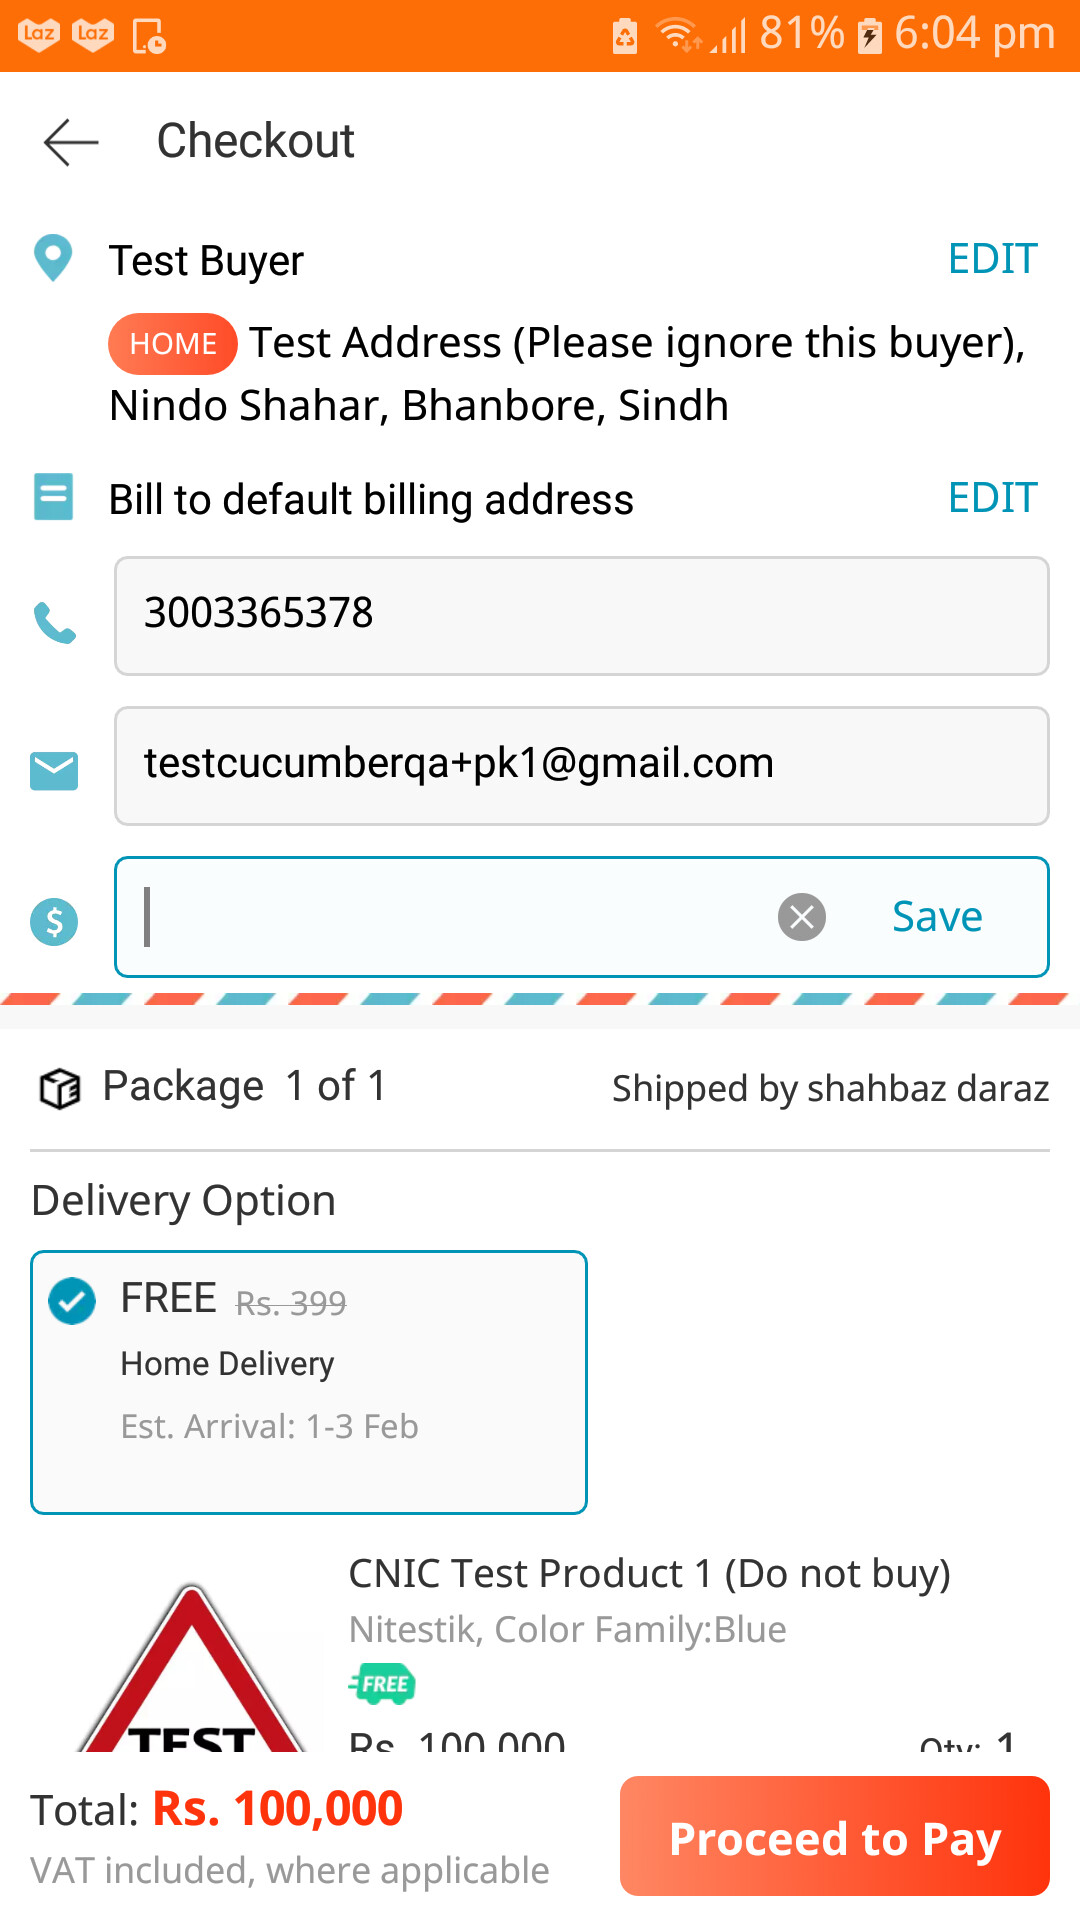 Laz Laz 81% 6:04 pm
Checkout
Test Buyer EDIT
HOME Test Address (Please ignore this buyer),
Nindo Shahar, Bhanbore, Sindh
Bill to default billing address EDIT
3003365378
testcucumberqa+pk1@gmail.com
$ Save
Package 1 of 1 Shipped by shahbaz daraz
Delivery Option
FREE Rs. 399
Home Delivery
Est. Arrival: 1-3 Feb
CNIC Test Product 1 (Do not buy)
Nitestik, Color Family:Blue
FREE
TEST Rs. 100,000 Qty: 1
Total: Rs. 100,000 Proceed to Pay
VAT included, where applicable